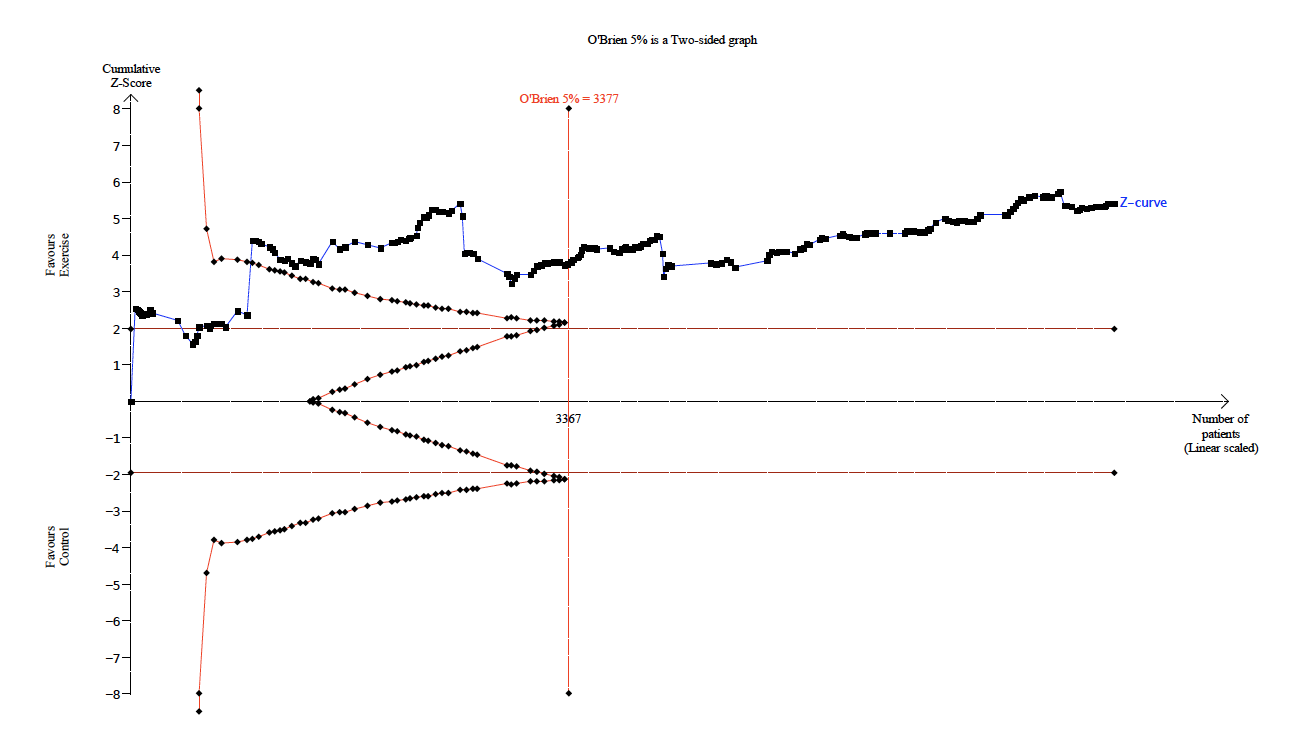 O'Brien 5% is a Two-sided graph
Cumulative
Z-Score
O'Brien 5% = 3377
8
7
6
5
4
3
2
1
−1
−2
−3
−4
−5
−6
−7
−8
Favours
Exercise
Favours
Control
Z-curve
3367
Number of
patients
(Linear scaled)